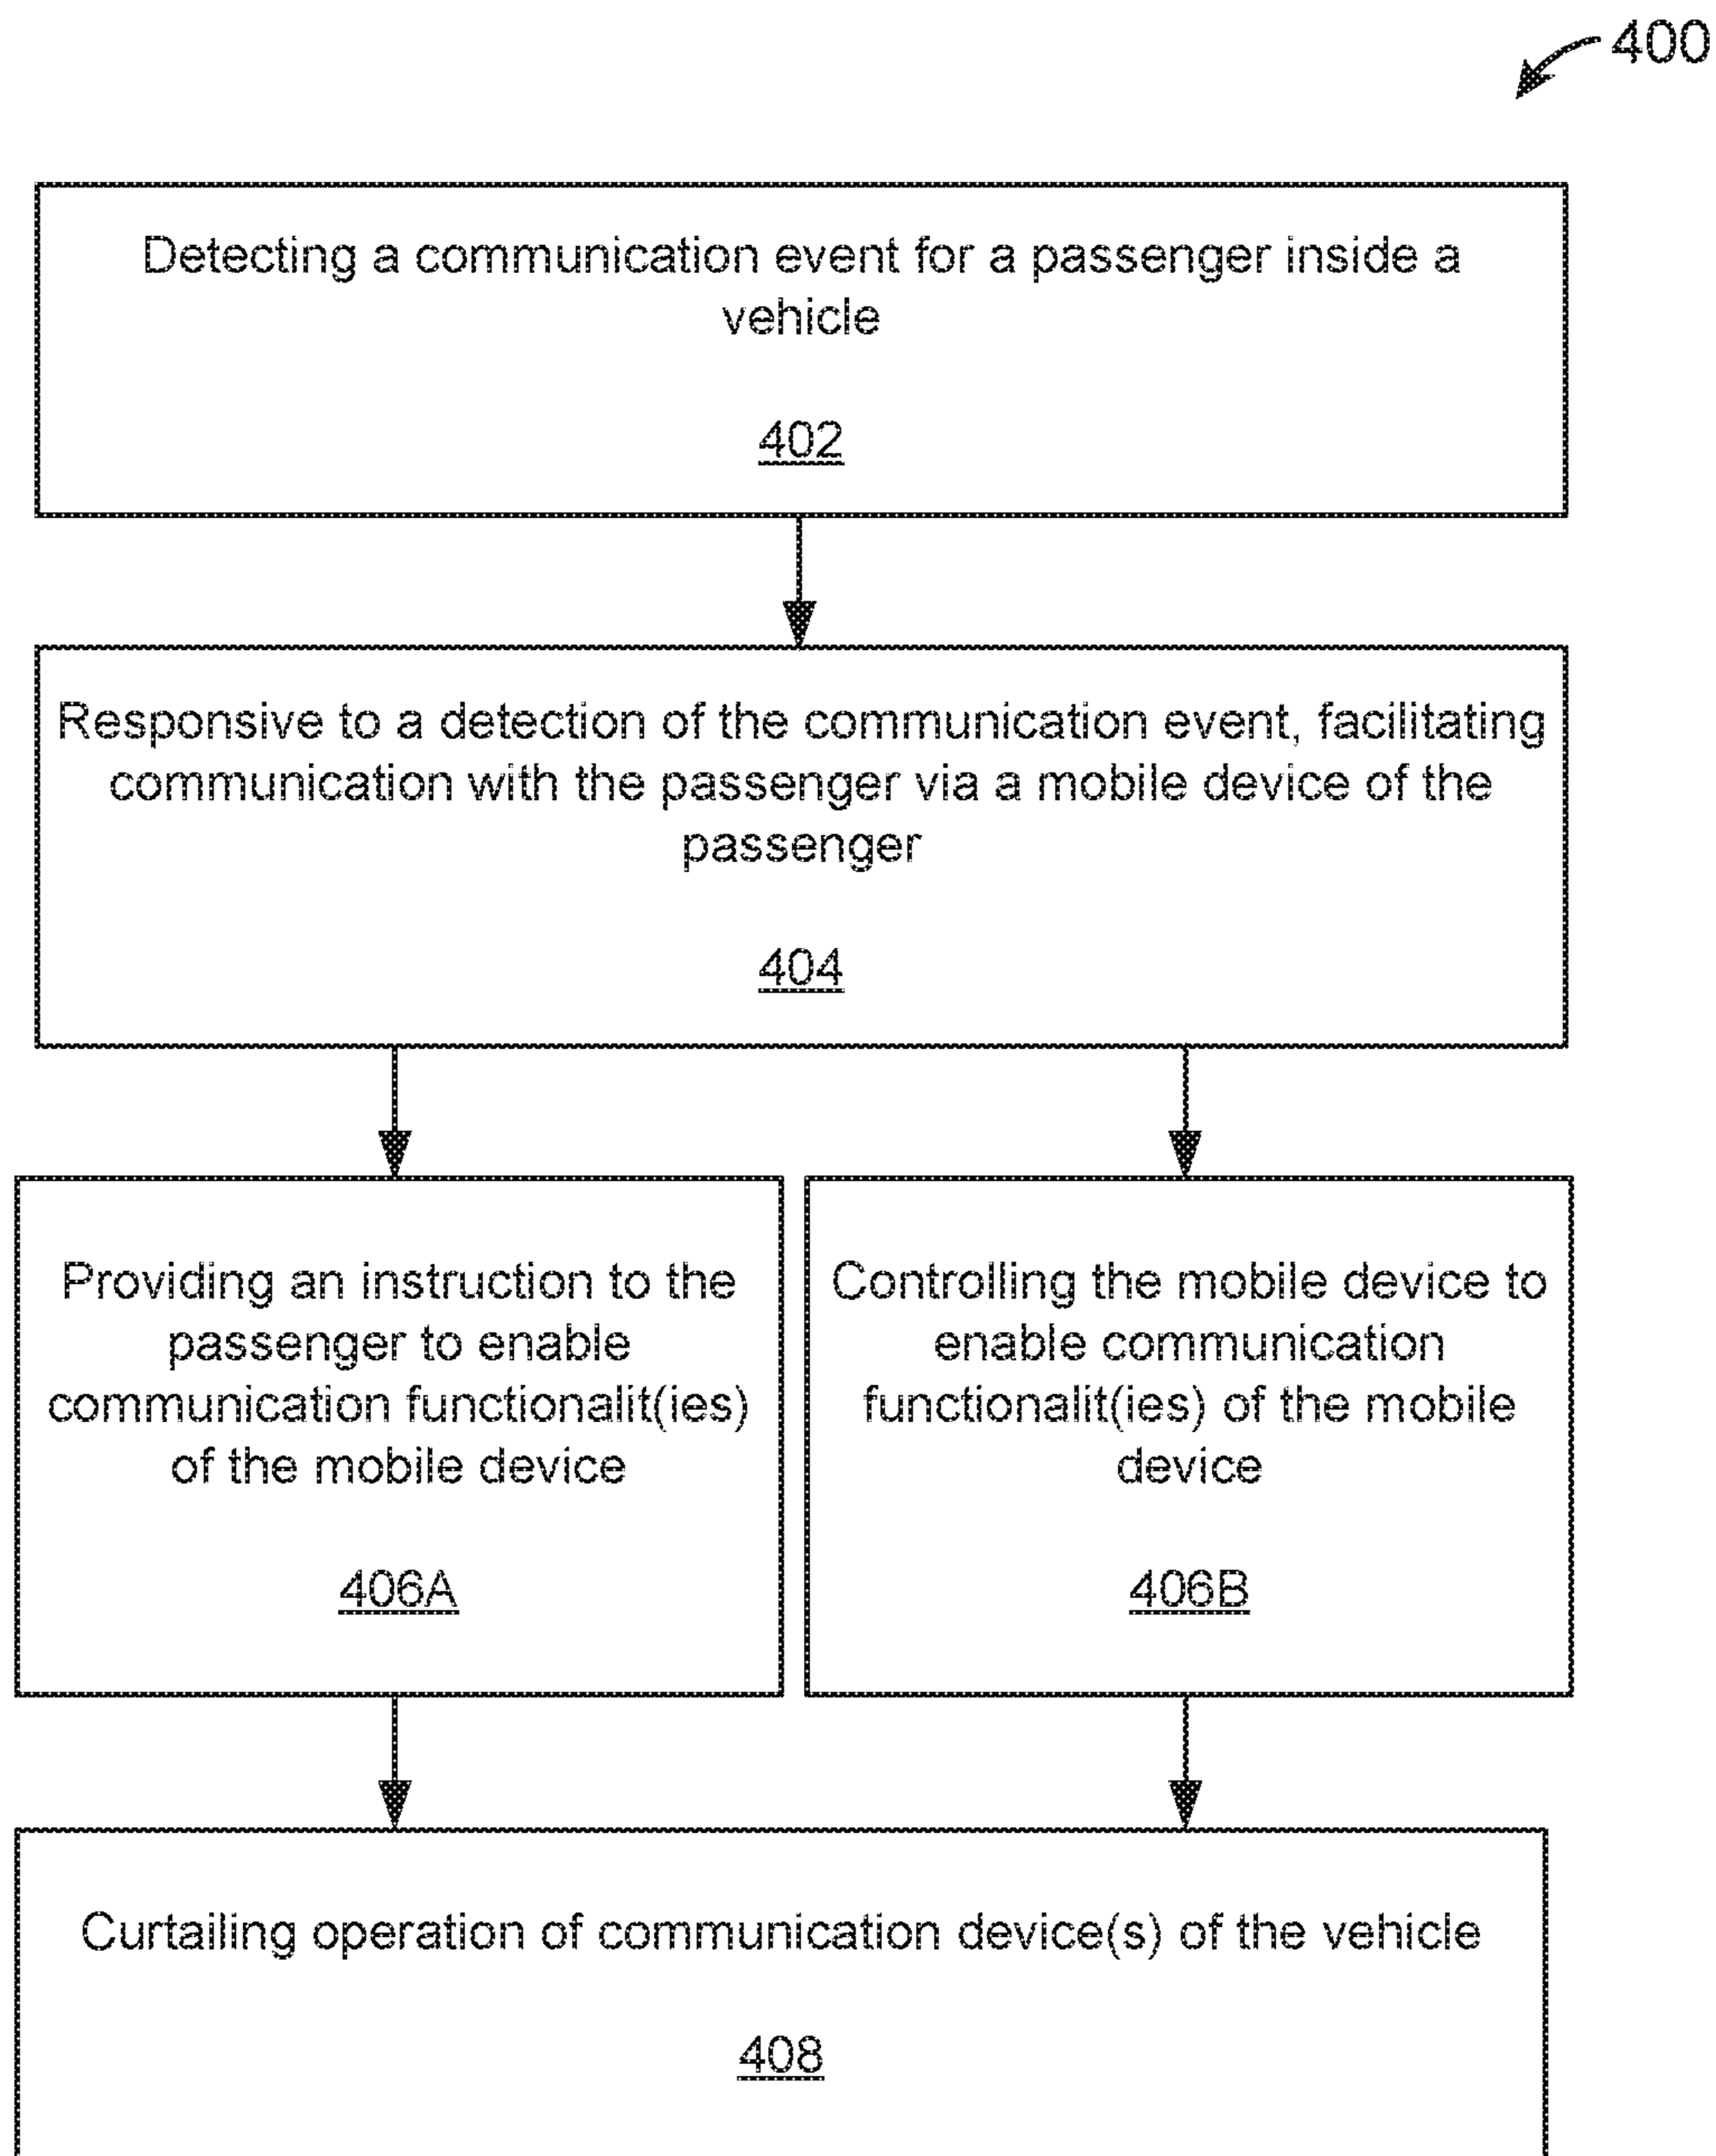 400
Detecting a communication event for a passenger inside a
vehicle
402
Responsive to a detection of the communication event, facilitating
communication with the passenger via a mobile device of the
passenger
404
Providing an instruction to the
passenger to enable
communication functionalit(ies)
of the mobile device
406A
Controlling the mobile device to
enable communication
functionalit(ies) of the mobile
device
406B
Curtailing operation of communication device(s) of the vehicle
408